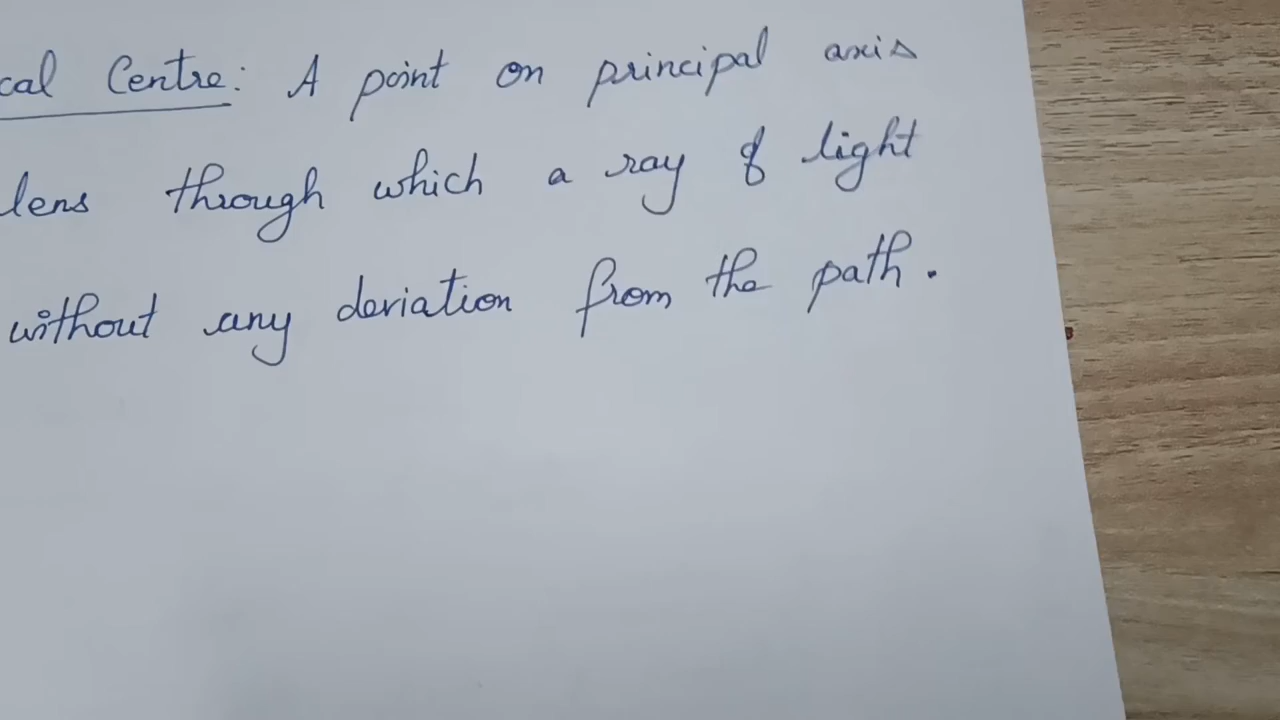 cal Centre: A point on principal axis
lens through which a ray of light
without any deviation from the path.